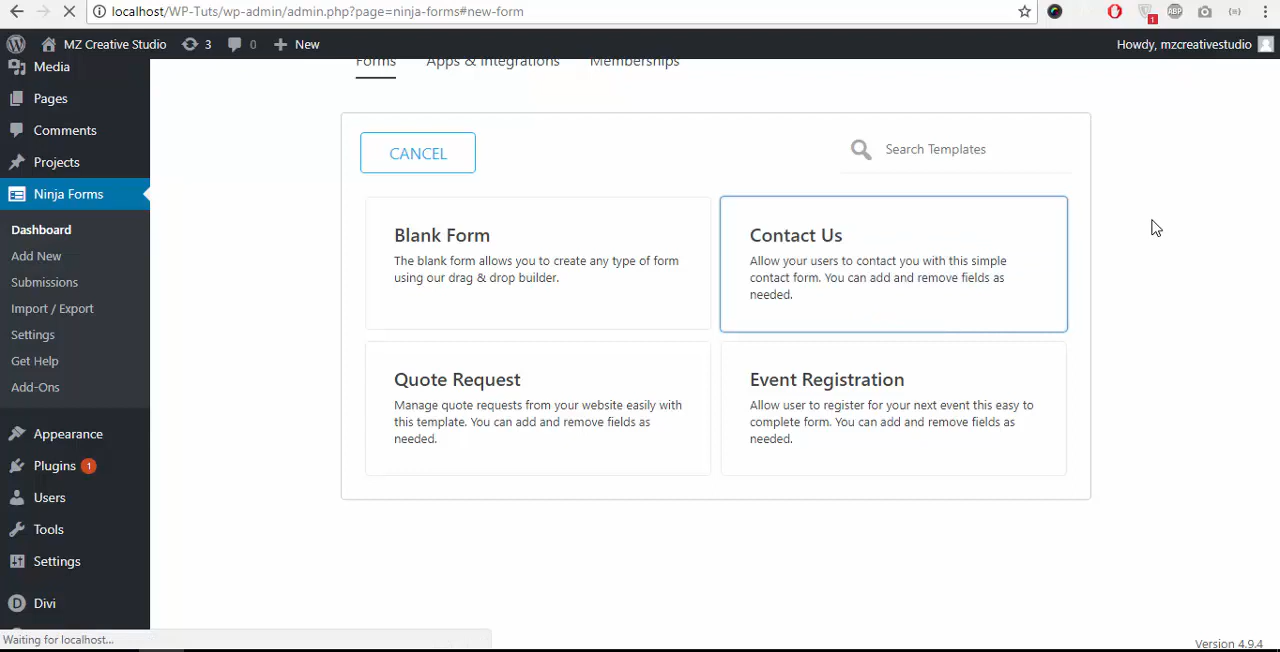 localhost/WP-Tuts/wp-admin/admin.php?page=ninja-forms#new-form
1
ABP
MZ Creative Studio 3 0 New
Howdy, mzcreativestudio
Media
Pages
Comments
Projects
Ninja Forms
Dashboard
Add New
Submissions
Import / Export
Settings
Get Help
Add-Ons
Appearance
Plugins 1
Users
Tools
Settings
Divi
Forms Apps & Integrations Memberships
CANCEL
Search Templates
Blank Form
The blank form allows you to create any type of form
using our drag & drop builder.
Contact Us
Allow your users to contact you with this simple
contact form. You can add and remove fields as
needed.
Quote Request
Manage quote requests from your website easily with
this template. You can add and remove fields as
needed.
Event Registration
Allow user to register for your next event this easy to
complete form. You can add and remove fields as
needed.
Waiting for localhost...
Version 4.9.4